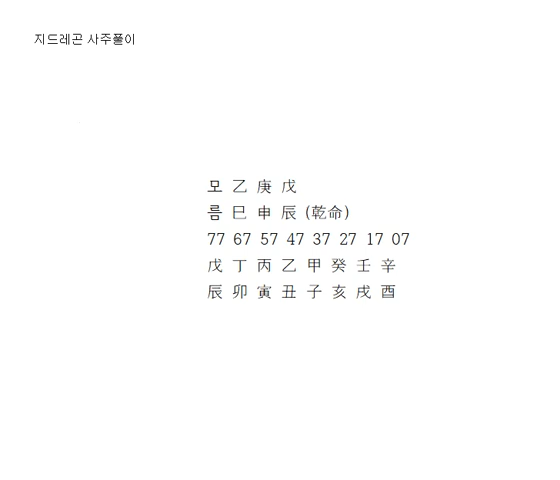 지드레곤 사주풀이
모 乙 庚 戊
름 巳 申 辰 (乾命)
77 67 57 47 37 27 17 07
戊 丁 丙 乙 甲 癸 壬 辛
辰 卯 寅 丑 子 亥 戌 酉